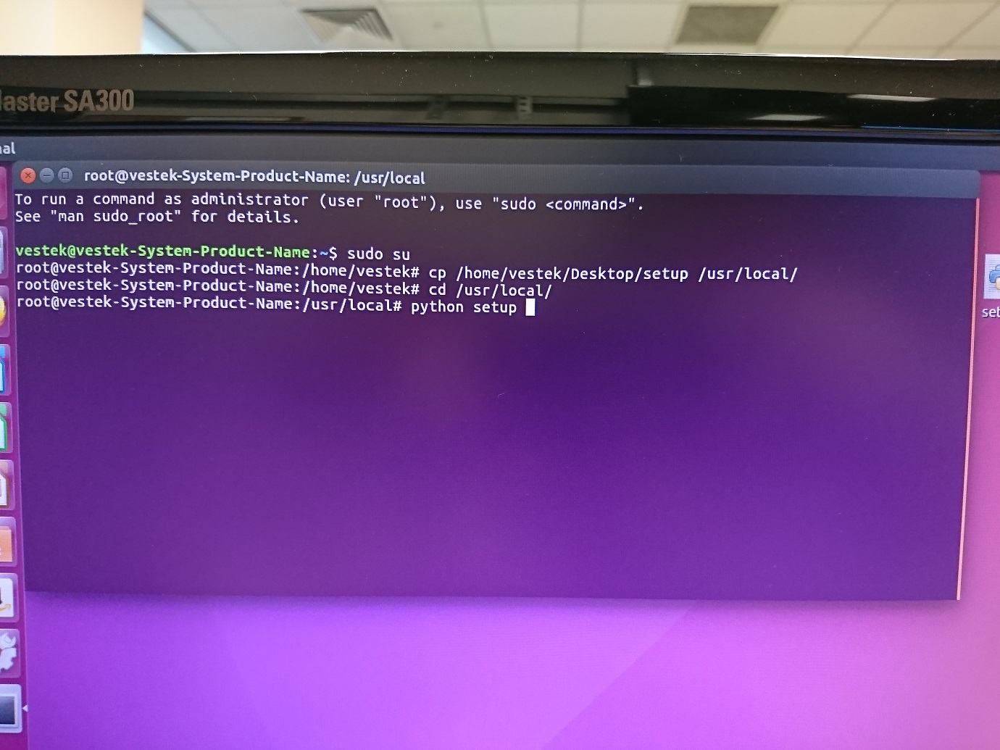 Master SA300
al
root@vestek-System-Product-Name: /usr/local
To run a command as administrator (user "root"), use "sudo <command>".
See "man sudo_root" for details.
vestek@vestek-System-Product-Name:~$ sudo su
root@vestek-System-Product-Name:/home/vestek# cp /home/vestek/Desktop/setup /usr/local/
root@vestek-System-Product-Name:/home/vestek# cd /usr/local/
root@vestek-System-Product-Name:/usr/local# python setup
set